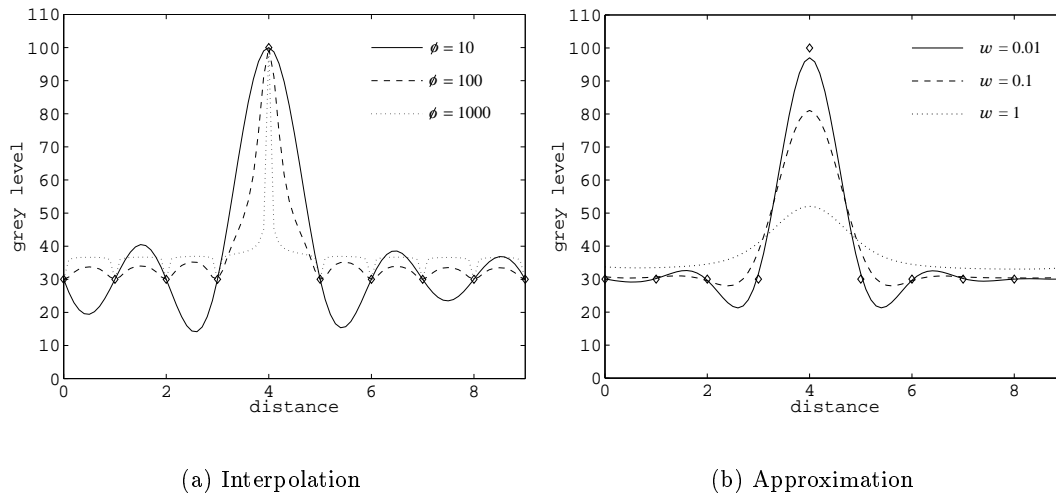 110
100
90
80
70
60
50
40
30
20
10
0
grey level
ϕ = 10
ϕ = 100
ϕ = 1000
0 2 4 6 8
distance
(a) Interpolation
110
100
90
80
70
60
50
40
30
20
10
0
grey level
w = 0.01
w = 0.1
w = 1
0 2 4 6 8
distance
(b) Approximation